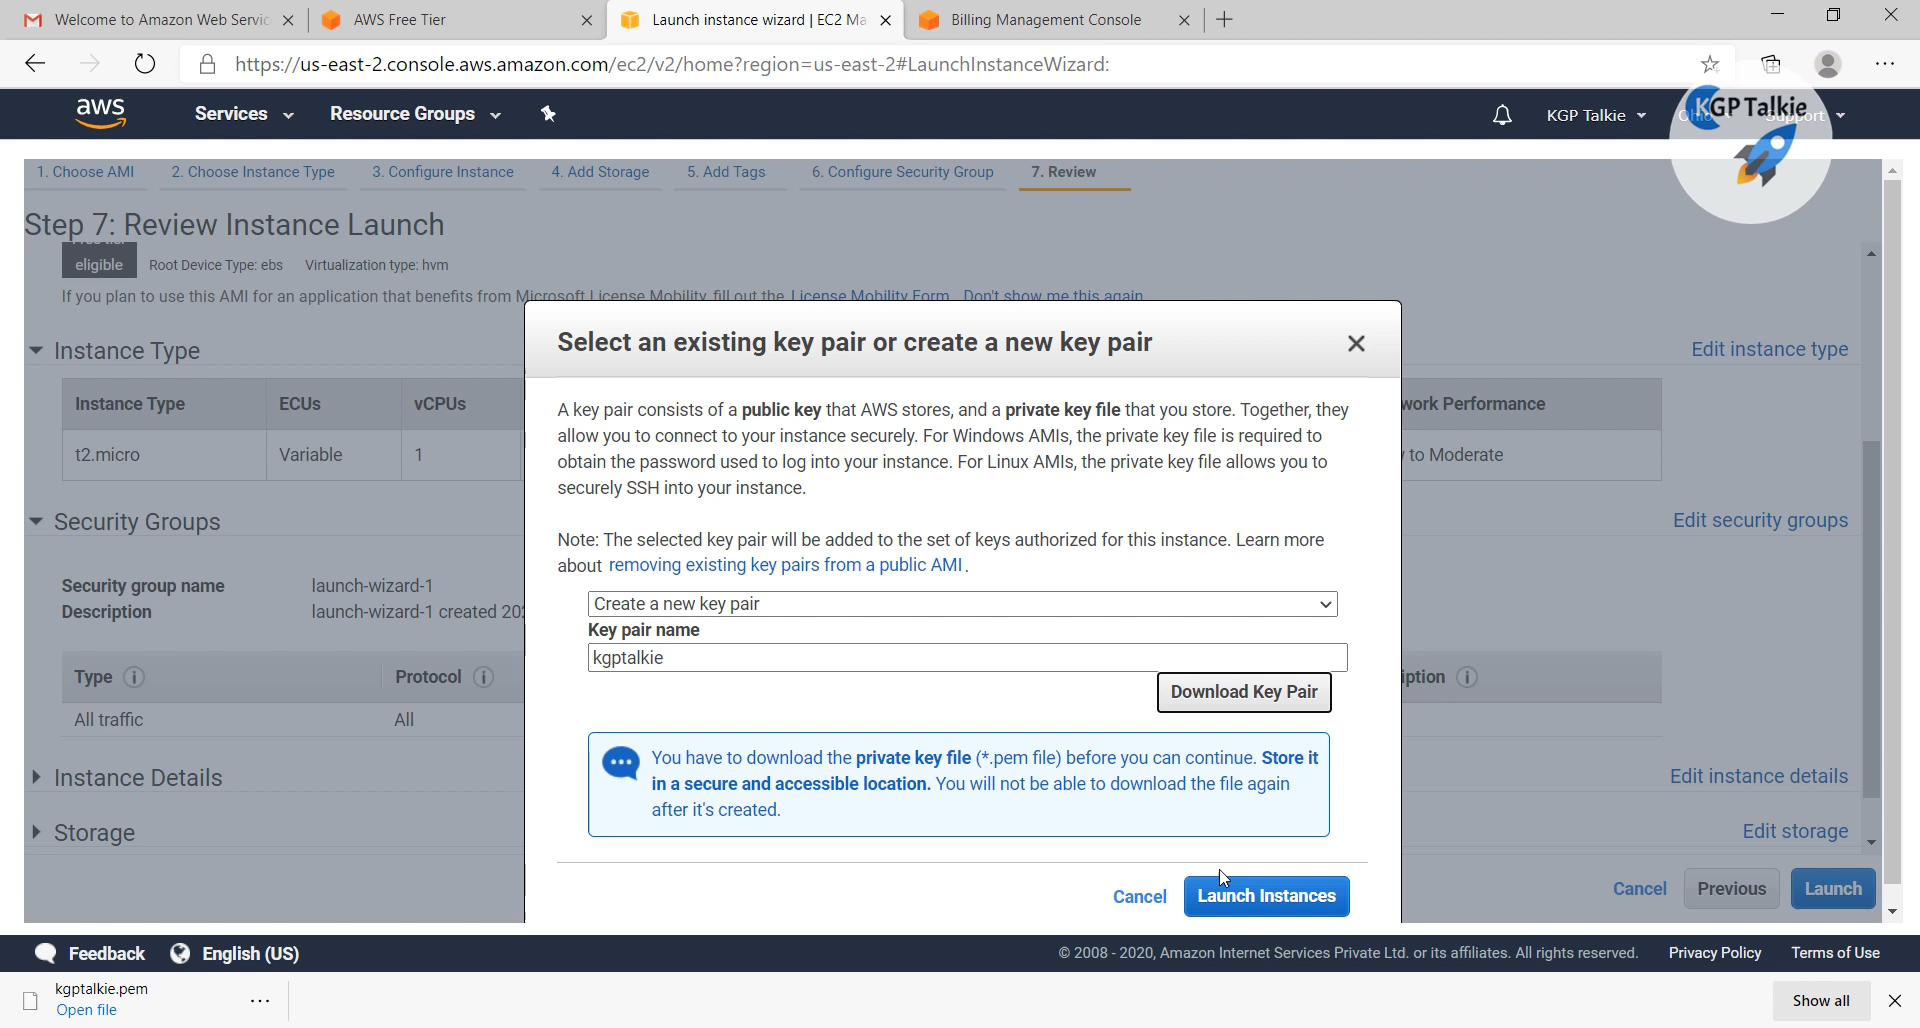 Welcome to Amazon Web Servic
AWS Free Tier
Launch instance wizard | EC2 Ma
Billing Management Console
https://us-east-2.console.aws.amazon.com/ec2/v2/home?region=us-east-2#LaunchInstanceWizard:
aws
Services
Resource Groups
KGP Talkie
Ohio
Support
KGP Talkie
1. Choose AMI
2. Choose Instance Type
3. Configure Instance
4. Add Storage
5. Add Tags
6. Configure Security Group
7. Review
Step 7: Review Instance Launch
Free tier
eligible
Root Device Type: ebs Virtualization type: hvm
If you plan to use this AMI for an application that benefits from Microsoft License Mobility, fill out the License Mobility Form. Don't show me this again
Instance Type
Edit instance type
Instance Type
ECUs
vCPUs
work Performance
t2.micro
Variable
1
to Moderate
Security Groups
Edit security groups
Security group name launch-wizard-1
Description launch-wizard-1 created 202
Type
Protocol
iption
All traffic
All
Instance Details
Edit instance details
Storage
Edit storage
Cancel
Previous
Launch
Select an existing key pair or create a new key pair
A key pair consists of a public key that AWS stores, and a private key file that you store. Together, they
allow you to connect to your instance securely. For Windows AMIs, the private key file is required to
obtain the password used to log into your instance. For Linux AMIs, the private key file allows you to
securely SSH into your instance.
Note: The selected key pair will be added to the set of keys authorized for this instance. Learn more
about removing existing key pairs from a public AMI.
Create a new key pair
Key pair name
kgptalkie
Download Key Pair
You have to download the private key file (*.pem file) before you can continue. Store it
in a secure and accessible location. You will not be able to download the file again
after it's created.
Cancel
Launch Instances
Feedback
English (US)
© 2008 - 2020, Amazon Internet Services Private Ltd. or its affiliates. All rights reserved.
Privacy Policy
Terms of Use
kgptalkie.pem
Open file
Show all